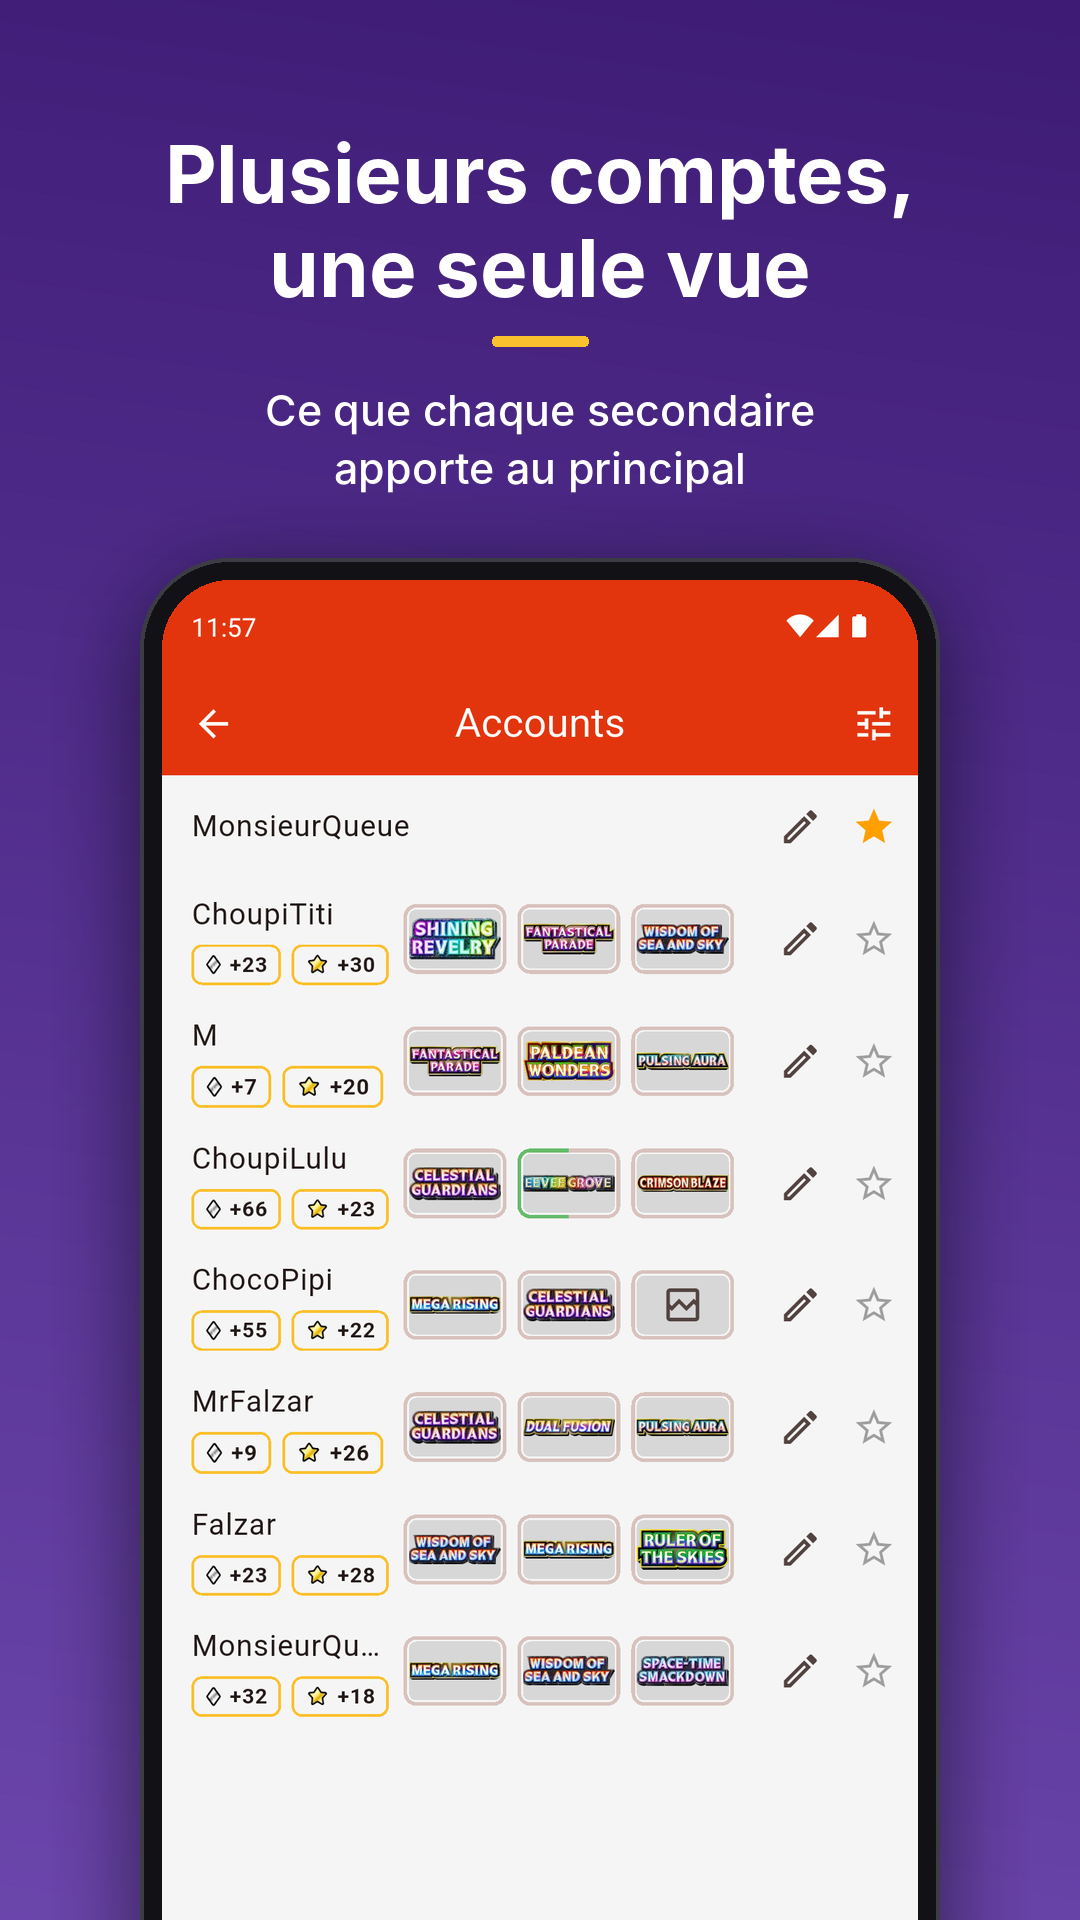 Plusieurs comptes,
une seule vue
Ce que chaque secondaire
apporte au principal
11:57
Accounts
MonsieurQueue
ChoupiTiti
+23 +30
SHINING REVELRY
FANTASTICAL PARADE
WISDOM OF SEA AND SKY
M
+7 +20
FANTASTICAL PARADE
PALDEAN WONDERS
PULSING AURA
ChoupiLulu
+66 +23
CELESTIAL GUARDIANS
EEVEE GROVE
CRIMSON BLAZE
ChocoPipi
+55 +22
MEGA RISING
CELESTIAL GUARDIANS
MrFalzar
+9 +26
CELESTIAL GUARDIANS
DUAL FUSION
PULSING AURA
Falzar
+23 +28
WISDOM OF SEA AND SKY
MEGA RISING
RULER OF THE SKIES
MonsieurQu...
+32 +18
MEGA RISING
WISDOM OF SEA AND SKY
SPACE-TIME SMACKDOWN